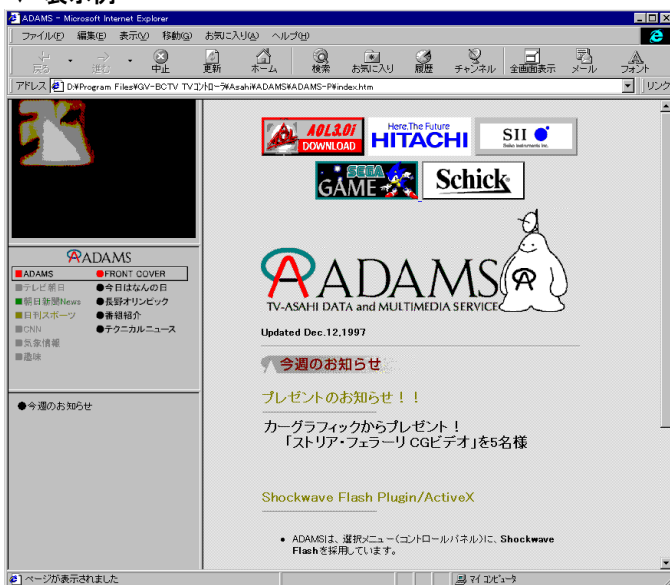 ADAMS - Microsoft Internet Explorer
ファイル(F) 編集(E) 表示(V) 移動(G) お気に入り(A) ヘルプ(H)
戻る 進む 中止 更新 ホーム 検索 お気に入り 履歴 チャンネル 全画面表示 メール フォント
アドレス D:¥Program Files¥GV-BCTV TVｺﾝﾄﾛｰﾗ¥Asahi¥ADAMS¥ADAMS-P¥index.htm リンク
AOL3.0i
DOWNLOAD
Here, The Future
HITACHI
SII
Seiko Instruments Inc.
SEGA
GAME
Schick
ADAMS
■ADAMS ●FRONT COVER
■テレビ朝日 ●今日はなんの日
■朝日新聞News ●長野オリンピック
■日刊スポーツ ●番組紹介
■CNN ●テクニカルニュース
■気象情報
■趣味
●今週のお知らせ
ADAMS
TV-ASAHI DATA and MULTIMEDIA SERVICE
Updated Dec.12,1997
今週のお知らせ
プレゼントのお知らせ！！
カーグラフィックからプレゼント！
「ストリア・フェラーリ CGビデオ」を5名様
Shockwave Flash Plugin/ActiveX
• ADAMSは、選択メニュー(コントロールパネル)に、Shockwave
Flashを採用しています。
ページが表示されました マイ コンピュータ